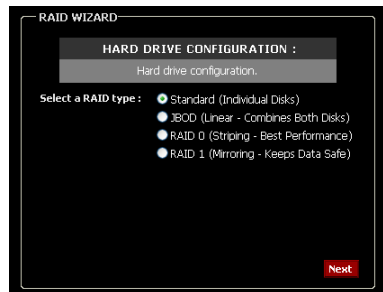 RAID WIZARD
HARD DRIVE CONFIGURATION :
Hard drive configuration.
Select a RAID type : Standard (Individual Disks)
JBOD (Linear - Combines Both Disks)
RAID 0 (Striping - Best Performance)
RAID 1 (Mirroring - Keeps Data Safe)
Next